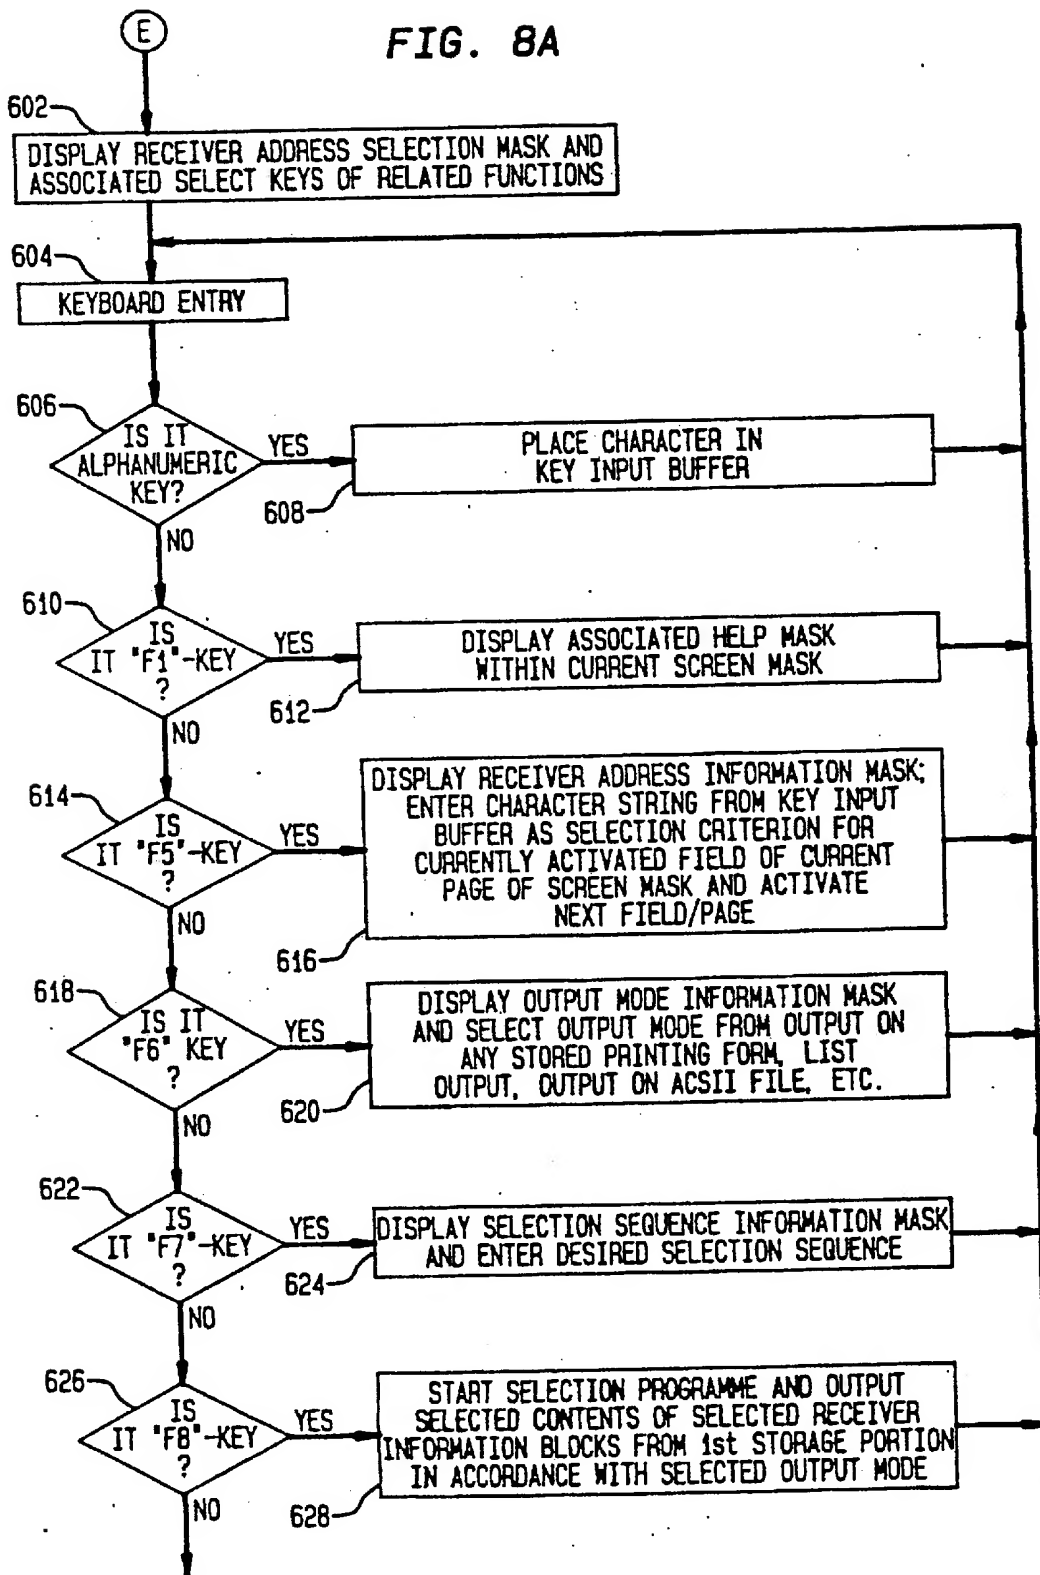 E
FIG. 8A
602
DISPLAY RECEIVER ADDRESS SELECTION MASK AND
ASSOCIATED SELECT KEYS OF RELATED FUNCTIONS
604
KEYBOARD ENTRY
606
IS IT
ALPHANUMERIC
KEY?
YES
PLACE CHARACTER IN
KEY INPUT BUFFER
608
NO
610
IS
IT "F1"-KEY
?
YES
DISPLAY ASSOCIATED HELP MASK
WITHIN CURRENT SCREEN MASK
612
NO
614
IS
IT "F5"-KEY
?
YES
DISPLAY RECEIVER ADDRESS INFORMATION MASK;
ENTER CHARACTER STRING FROM KEY INPUT
BUFFER AS SELECTION CRITERION FOR
CURRENTLY ACTIVATED FIELD OF CURRENT
PAGE OF SCREEN MASK AND ACTIVATE
NEXT FIELD/PAGE
616
NO
618
IS IT
"F6" KEY
?
YES
DISPLAY OUTPUT MODE INFORMATION MASK
AND SELECT OUTPUT MODE FROM OUTPUT ON
ANY STORED PRINTING FORM, LIST
OUTPUT, OUTPUT ON ACSII FILE, ETC.
620
NO
622
IS
IT "F7"-KEY
?
YES
DISPLAY SELECTION SEQUENCE INFORMATION MASK
AND ENTER DESIRED SELECTION SEQUENCE
624
NO
626
IS
IT "F8"-KEY
?
YES
START SELECTION PROGRAMME AND OUTPUT
SELECTED CONTENTS OF SELECTED RECEIVER
INFORMATION BLOCKS FROM 1st STORAGE PORTION
IN ACCORDANCE WITH SELECTED OUTPUT MODE
628
NO